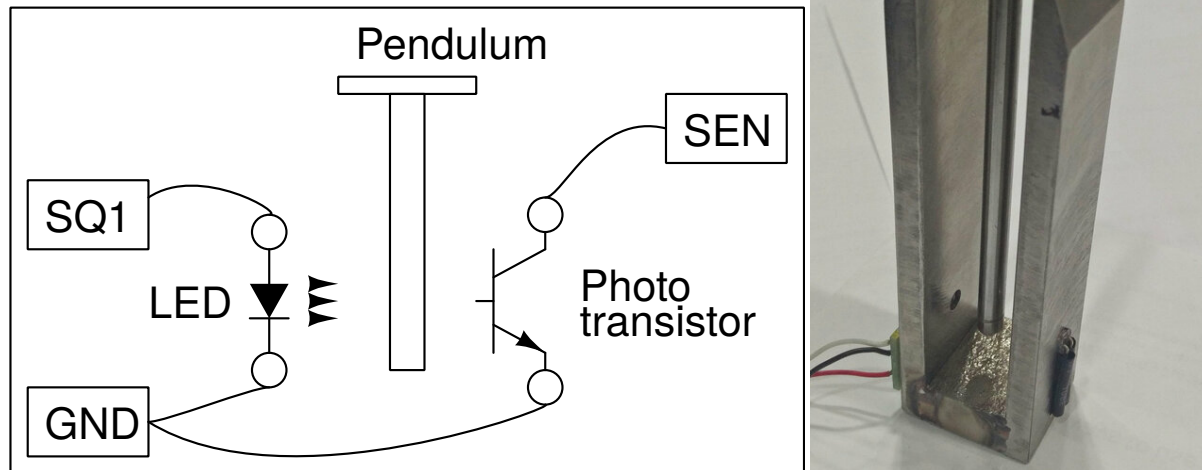 Pendulum
SEN
SQ1
LED
Photo
transistor
GND